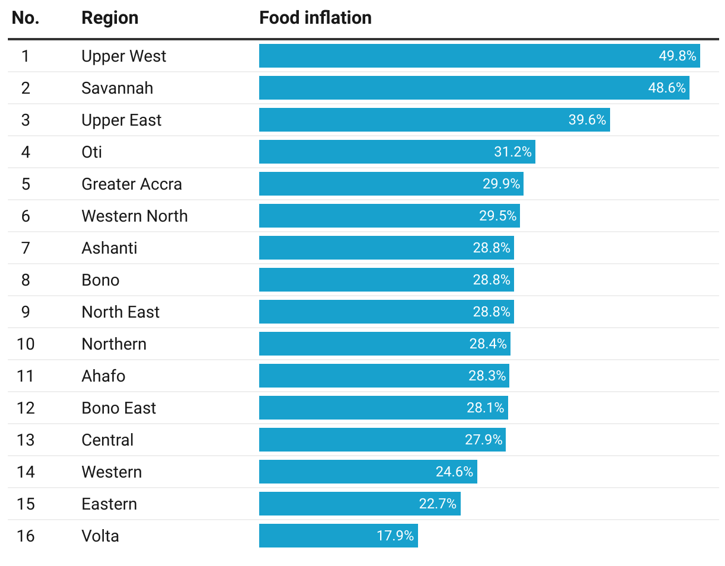 No. Region Food inflation
1 Upper West 49.8%
2 Savannah 48.6%
3 Upper East 39.6%
4 Oti 31.2%
5 Greater Accra 29.9%
6 Western North 29.5%
7 Ashanti 28.8%
8 Bono 28.8%
9 North East 28.8%
10 Northern 28.4%
11 Ahafo 28.3%
12 Bono East 28.1%
13 Central 27.9%
14 Western 24.6%
15 Eastern 22.7%
16 Volta 17.9%